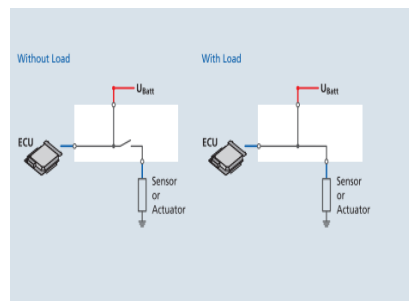 Without Load
With Load
UBatt
UBatt
ECU
ECU
Sensor
or
Actuator
Sensor
or
Actuator